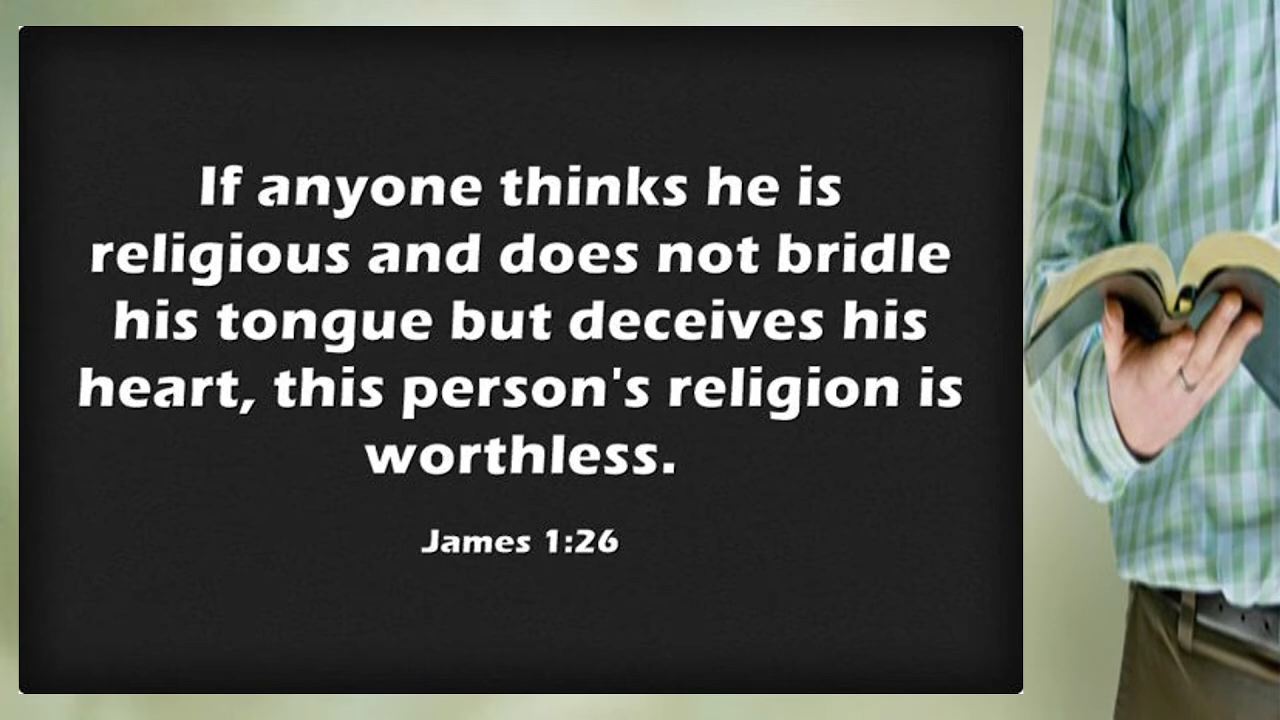 If anyone thinks he is
religious and does not bridle
his tongue but deceives his
heart, this person's religion is
worthless.
James 1:26